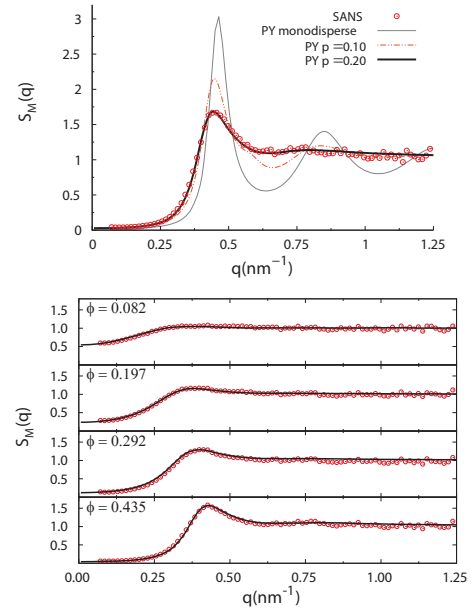 SANS
PY monodisperse
PY p =0.10
PY p =0.20
S_M(q)
3
2.5
2
1.5
1
0.5
0
0 0.25 0.5 0.75 1 1.25
q(nm⁻¹)
ϕ = 0.082
1.5
1.0
0.5
ϕ = 0.197
1.5
1.0
0.5
S_M(q)
ϕ = 0.292
1.5
1.0
0.5
ϕ = 0.435
1.5
1.0
0.5
0.00 0.25 0.50 0.75 1.00 1.25
q(nm⁻¹)